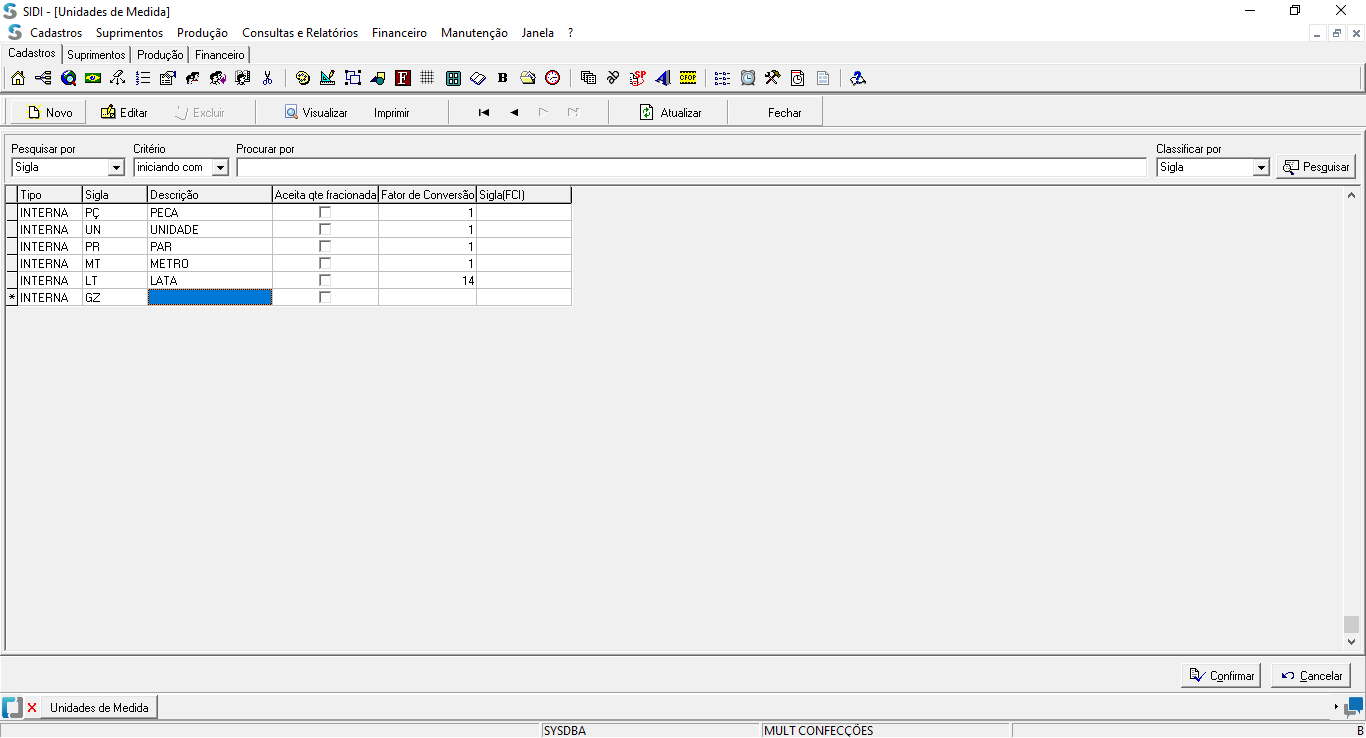 SIDI - [Unidades de Medida]
Cadastros Suprimentos Produção Consultas e Relatórios Financeiro Manutenção Janela ?
Cadastros Suprimentos Produção Financeiro
F B SP CFOP
Novo Editar Excluir Visualizar Imprimir Atualizar Fechar
Pesquisar por Critério Procurar por Classificar por
Sigla iniciando com Sigla Pesquisar
Tipo Sigla Descrição Aceita qte fracionada Fator de Conversão Sigla(FCI)
INTERNA PÇ PECA 1
INTERNA UN UNIDADE 1
INTERNA PR PAR 1
INTERNA MT METRO 1
INTERNA LT LATA 14
* INTERNA GZ
Confirmar Cancelar
Unidades de Medida
SYSDBA MULT CONFECÇÕES B